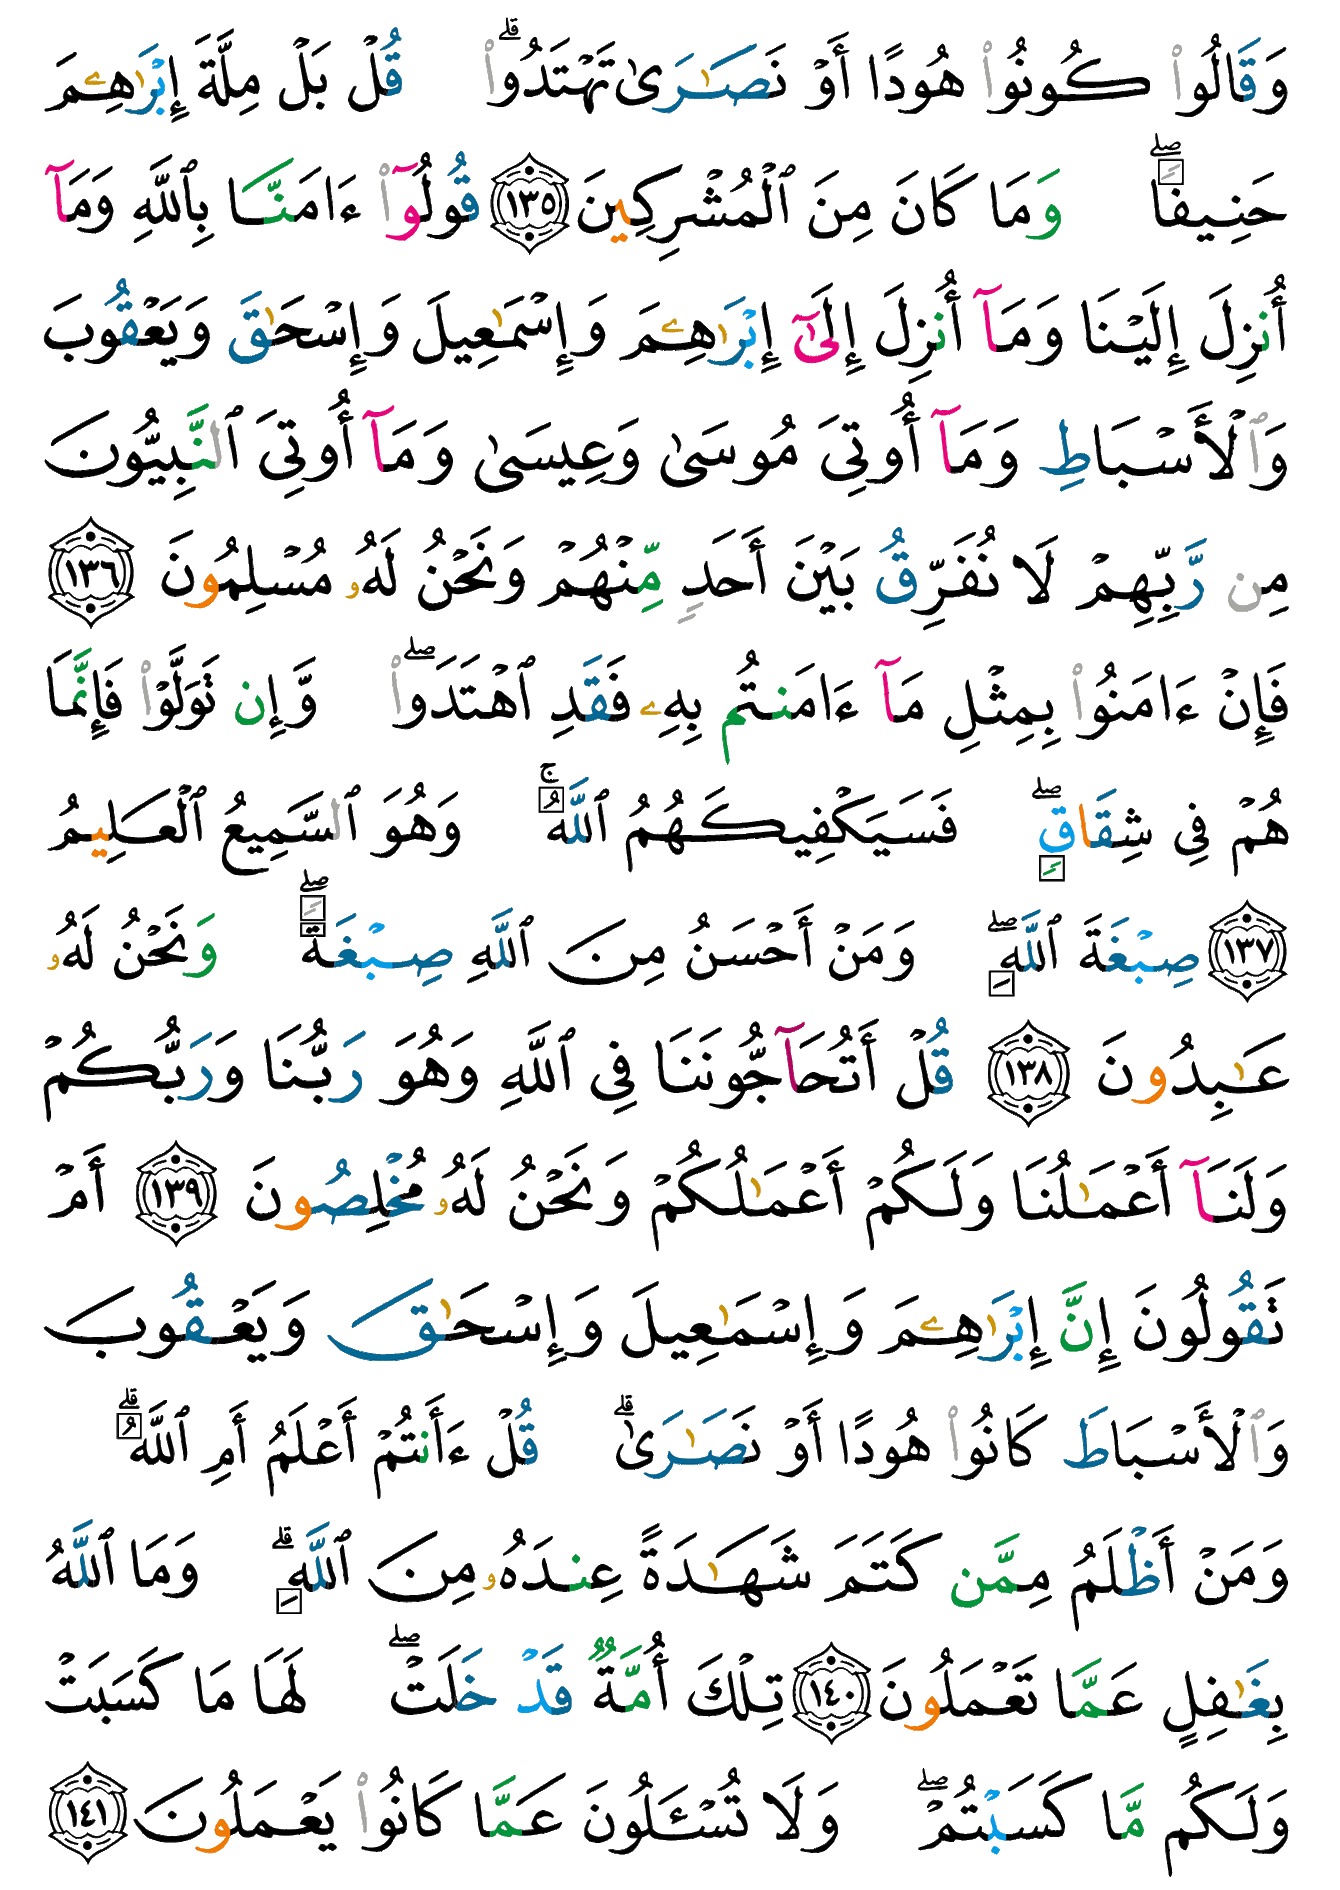 وَقَالُوا۟ كُونُوا۟ هُودًا أَوْ نَصَـٰرَىٰ تَهْتَدُوا۟ ۗ قُلْ بَلْ مِلَّةَ إِبْرَٰهِـۧمَ
حَنِيفًا ۖ وَمَا كَانَ مِنَ ٱلْمُشْرِكِينَ ١٣٥ قُولُوٓا۟ ءَامَنَّا بِٱللَّهِ وَمَآ
أُنزِلَ إِلَيْنَا وَمَآ أُنزِلَ إِلَىٰٓ إِبْرَٰهِـۧمَ وَإِسْمَـٰعِيلَ وَإِسْحَـٰقَ وَيَعْقُوبَ
وَٱلْأَسْبَاطِ وَمَآ أُوتِىَ مُوسَىٰ وَعِيسَىٰ وَمَآ أُوتِىَ ٱلنَّبِيُّونَ
مِن رَّبِّهِمْ لَا نُفَرِّقُ بَيْنَ أَحَدٍ مِّنْهُمْ وَنَحْنُ لَهُۥ مُسْلِمُونَ ١٣٦
فَإِنْ ءَامَنُوا۟ بِمِثْلِ مَآ ءَامَنتُم بِهِۦ فَقَدِ ٱهْتَدَوا۟ ۖ وَّإِن تَوَلَّوْا۟ فَإِنَّمَا
هُمْ فِى شِقَاقٍ ۖ فَسَيَكْفِيكَهُمُ ٱللَّهُ ۚ وَهُوَ ٱلسَّمِيعُ ٱلْعَلِيمُ
١٣٧ صِبْغَةَ ٱللَّهِ ۖ وَمَنْ أَحْسَنُ مِنَ ٱللَّهِ صِبْغَةً ۖ وَنَحْنُ لَهُۥ
عَـٰبِدُونَ ١٣٨ قُلْ أَتُحَآجُّونَنَا فِى ٱللَّهِ وَهُوَ رَبُّنَا وَرَبُّكُمْ
وَلَنَآ أَعْمَـٰلُنَا وَلَكُمْ أَعْمَـٰلُكُمْ وَنَحْنُ لَهُۥ مُخْلِصُونَ ١٣٩ أَمْ
تَقُولُونَ إِنَّ إِبْرَٰهِـۧمَ وَإِسْمَـٰعِيلَ وَإِسْحَـٰقَ وَيَعْقُوبَ
وَٱلْأَسْبَاطَ كَانُوا۟ هُودًا أَوْ نَصَـٰرَىٰ ۗ قُلْ ءَأَنتُمْ أَعْلَمُ أَمِ ٱللَّهُ ۗ
وَمَنْ أَظْلَمُ مِمَّن كَتَمَ شَهَـٰدَةً عِندَهُۥ مِنَ ٱللَّهِ ۗ وَمَا ٱللَّهُ
بِغَـٰفِلٍ عَمَّا تَعْمَلُونَ ١٤٠ تِلْكَ أُمَّةٌ قَدْ خَلَتْ ۖ لَهَا مَا كَسَبَتْ
وَلَكُم مَّا كَسَبْتُمْ ۖ وَلَا تُسْـَٔلُونَ عَمَّا كَانُوا۟ يَعْمَلُونَ ١٤١